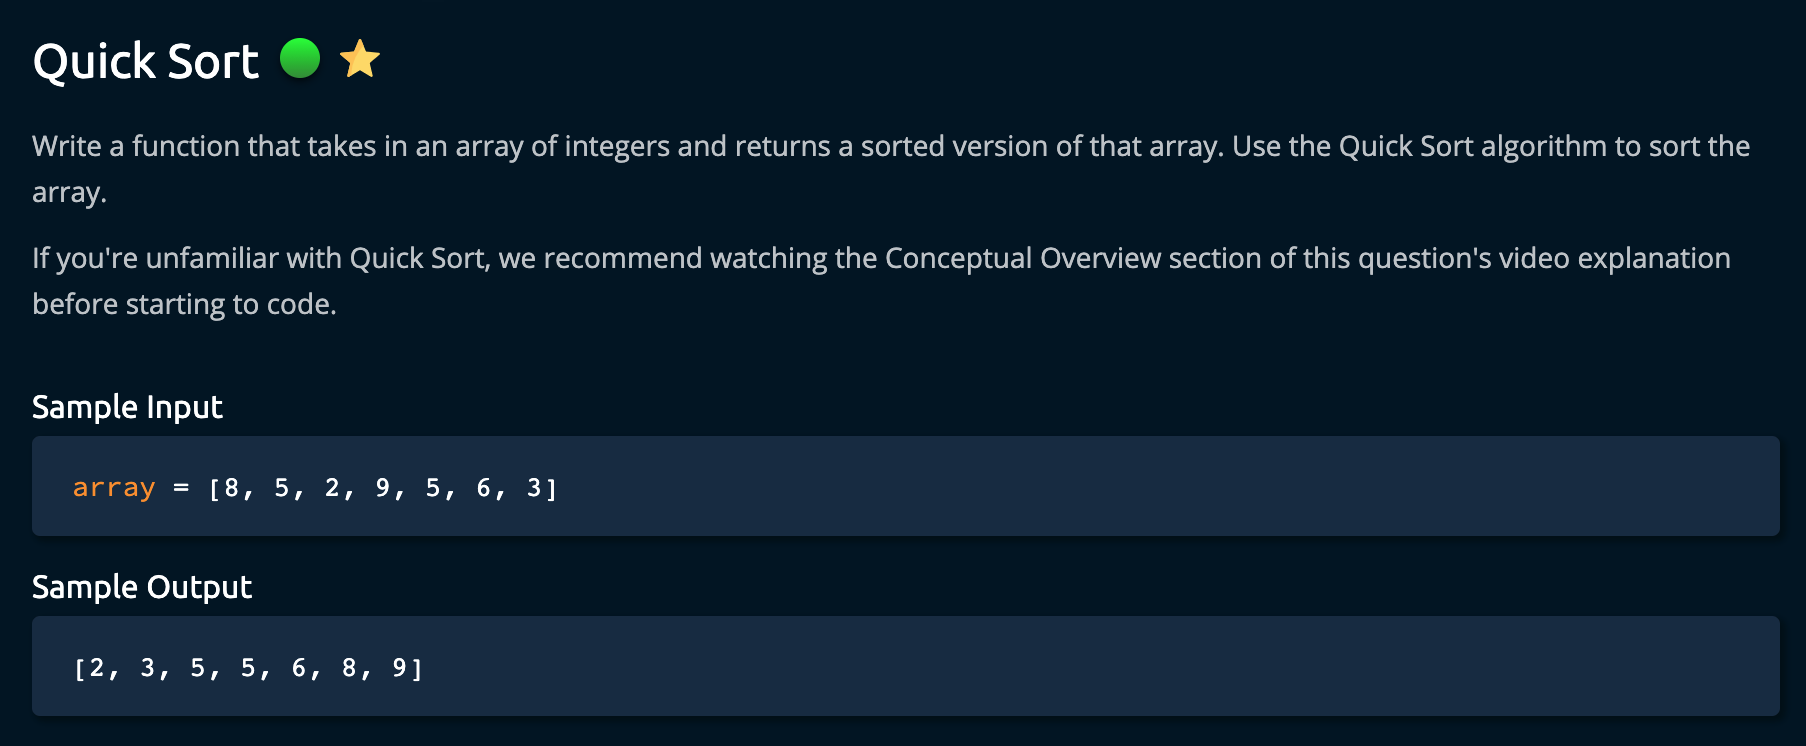 Quick Sort
Write a function that takes in an array of integers and returns a sorted version of that array. Use the Quick Sort algorithm to sort the
array.
If you're unfamiliar with Quick Sort, we recommend watching the Conceptual Overview section of this question's video explanation
before starting to code.
Sample Input
array = [8, 5, 2, 9, 5, 6, 3]
Sample Output
[2, 3, 5, 5, 6, 8, 9]